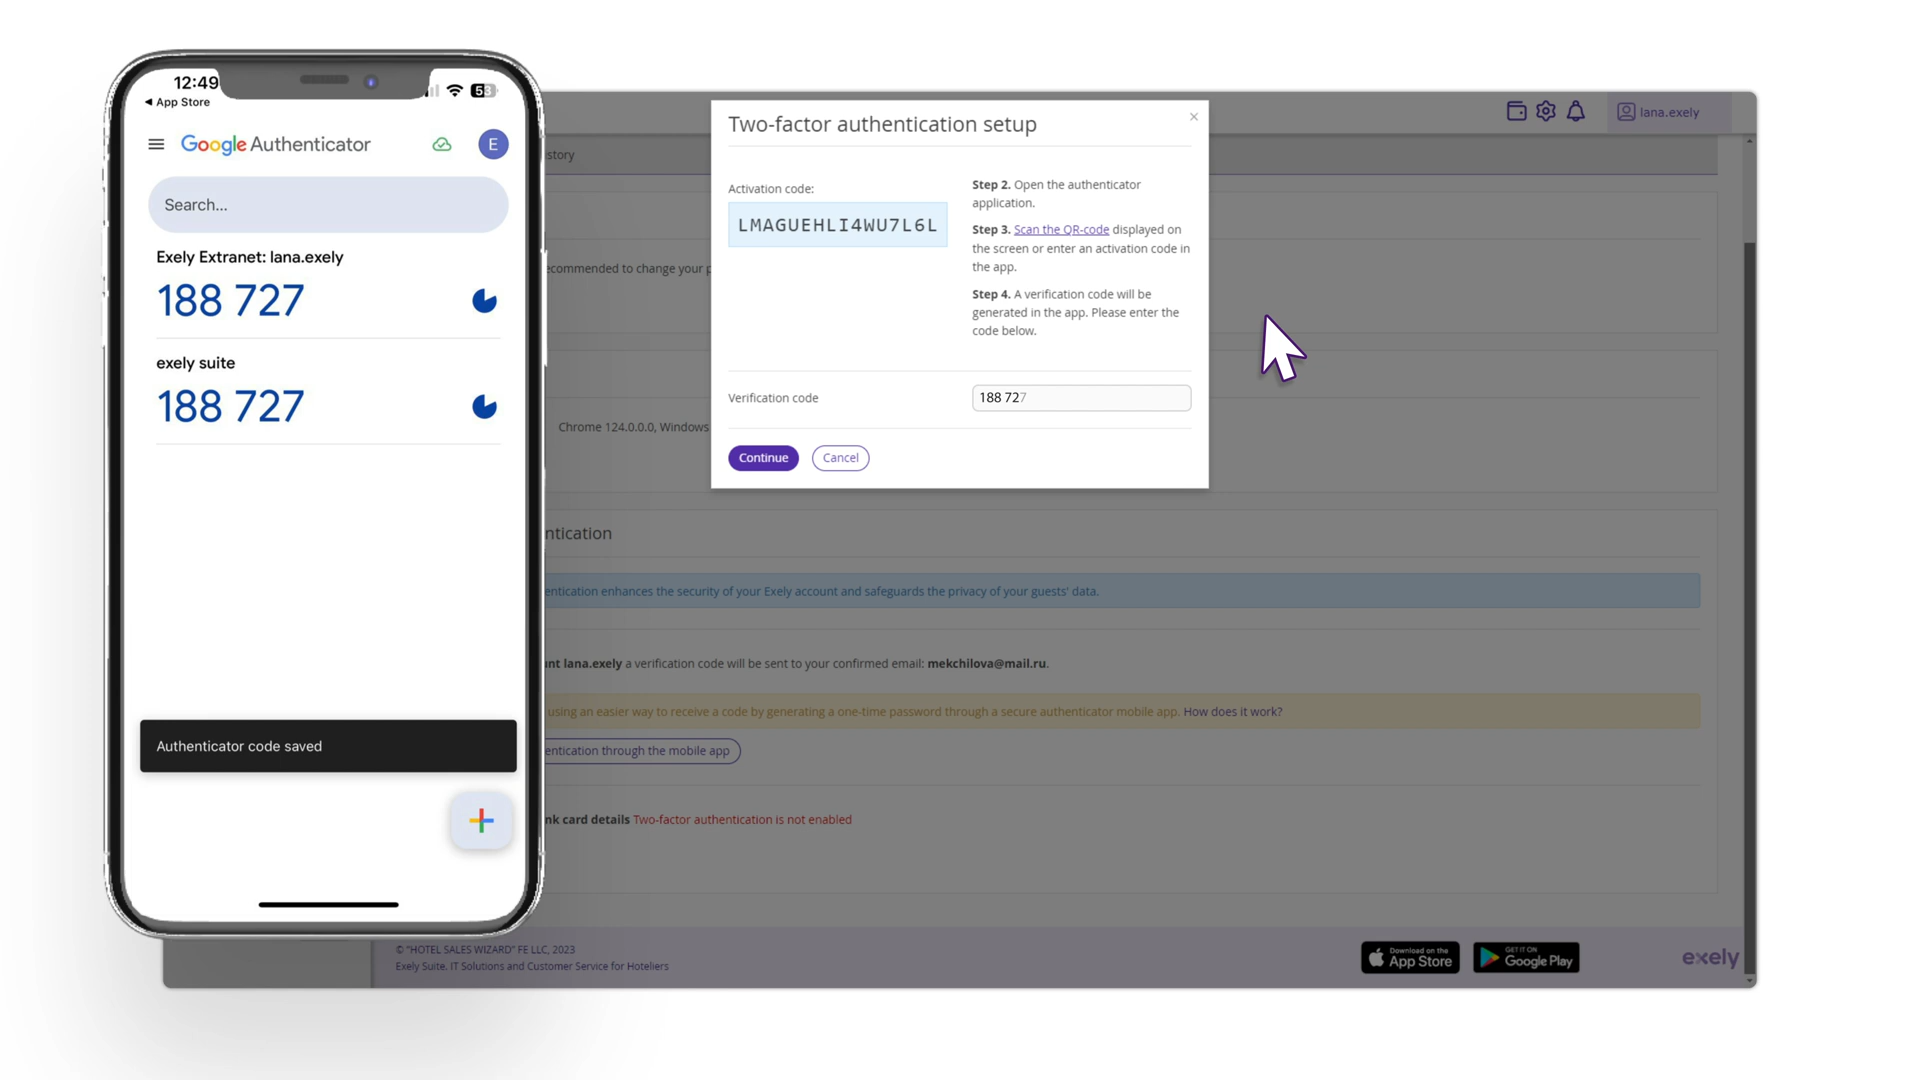 12:49
App Store
53
Google Authenticator
E
Search...
Exely Extranet: lana.exely
188 727
exely suite
188 727
Authenticator code saved
lana.exely
story
Two-factor authentication setup
×
Activation code:
LMAGUEHLI4WU7L6L
Step 2. Open the authenticator
application.
Step 3. Scan the QR-code displayed on
the screen or enter an activation code in
the app.
Step 4. A verification code will be
generated in the app. Please enter the
code below.
Verification code
188 727
Continue
Cancel
ecommended to change your p
Chrome 124.0.0.0, Windows
ntication
entication enhances the security of your Exely account and safeguards the privacy of your guests' data.
nt lana.exely a verification code will be sent to your confirmed email: mekchilova@mail.ru.
using an easier way to receive a code by generating a one-time password through a secure authenticator mobile app. How does it work?
entication through the mobile app
nk card details Two-factor authentication is not enabled
© "HOTEL SALES WIZARD" FE LLC, 2023
Exely Suite. IT Solutions and Customer Service for Hoteliers
Download on the
App Store
GET IT ON
Google Play
exely